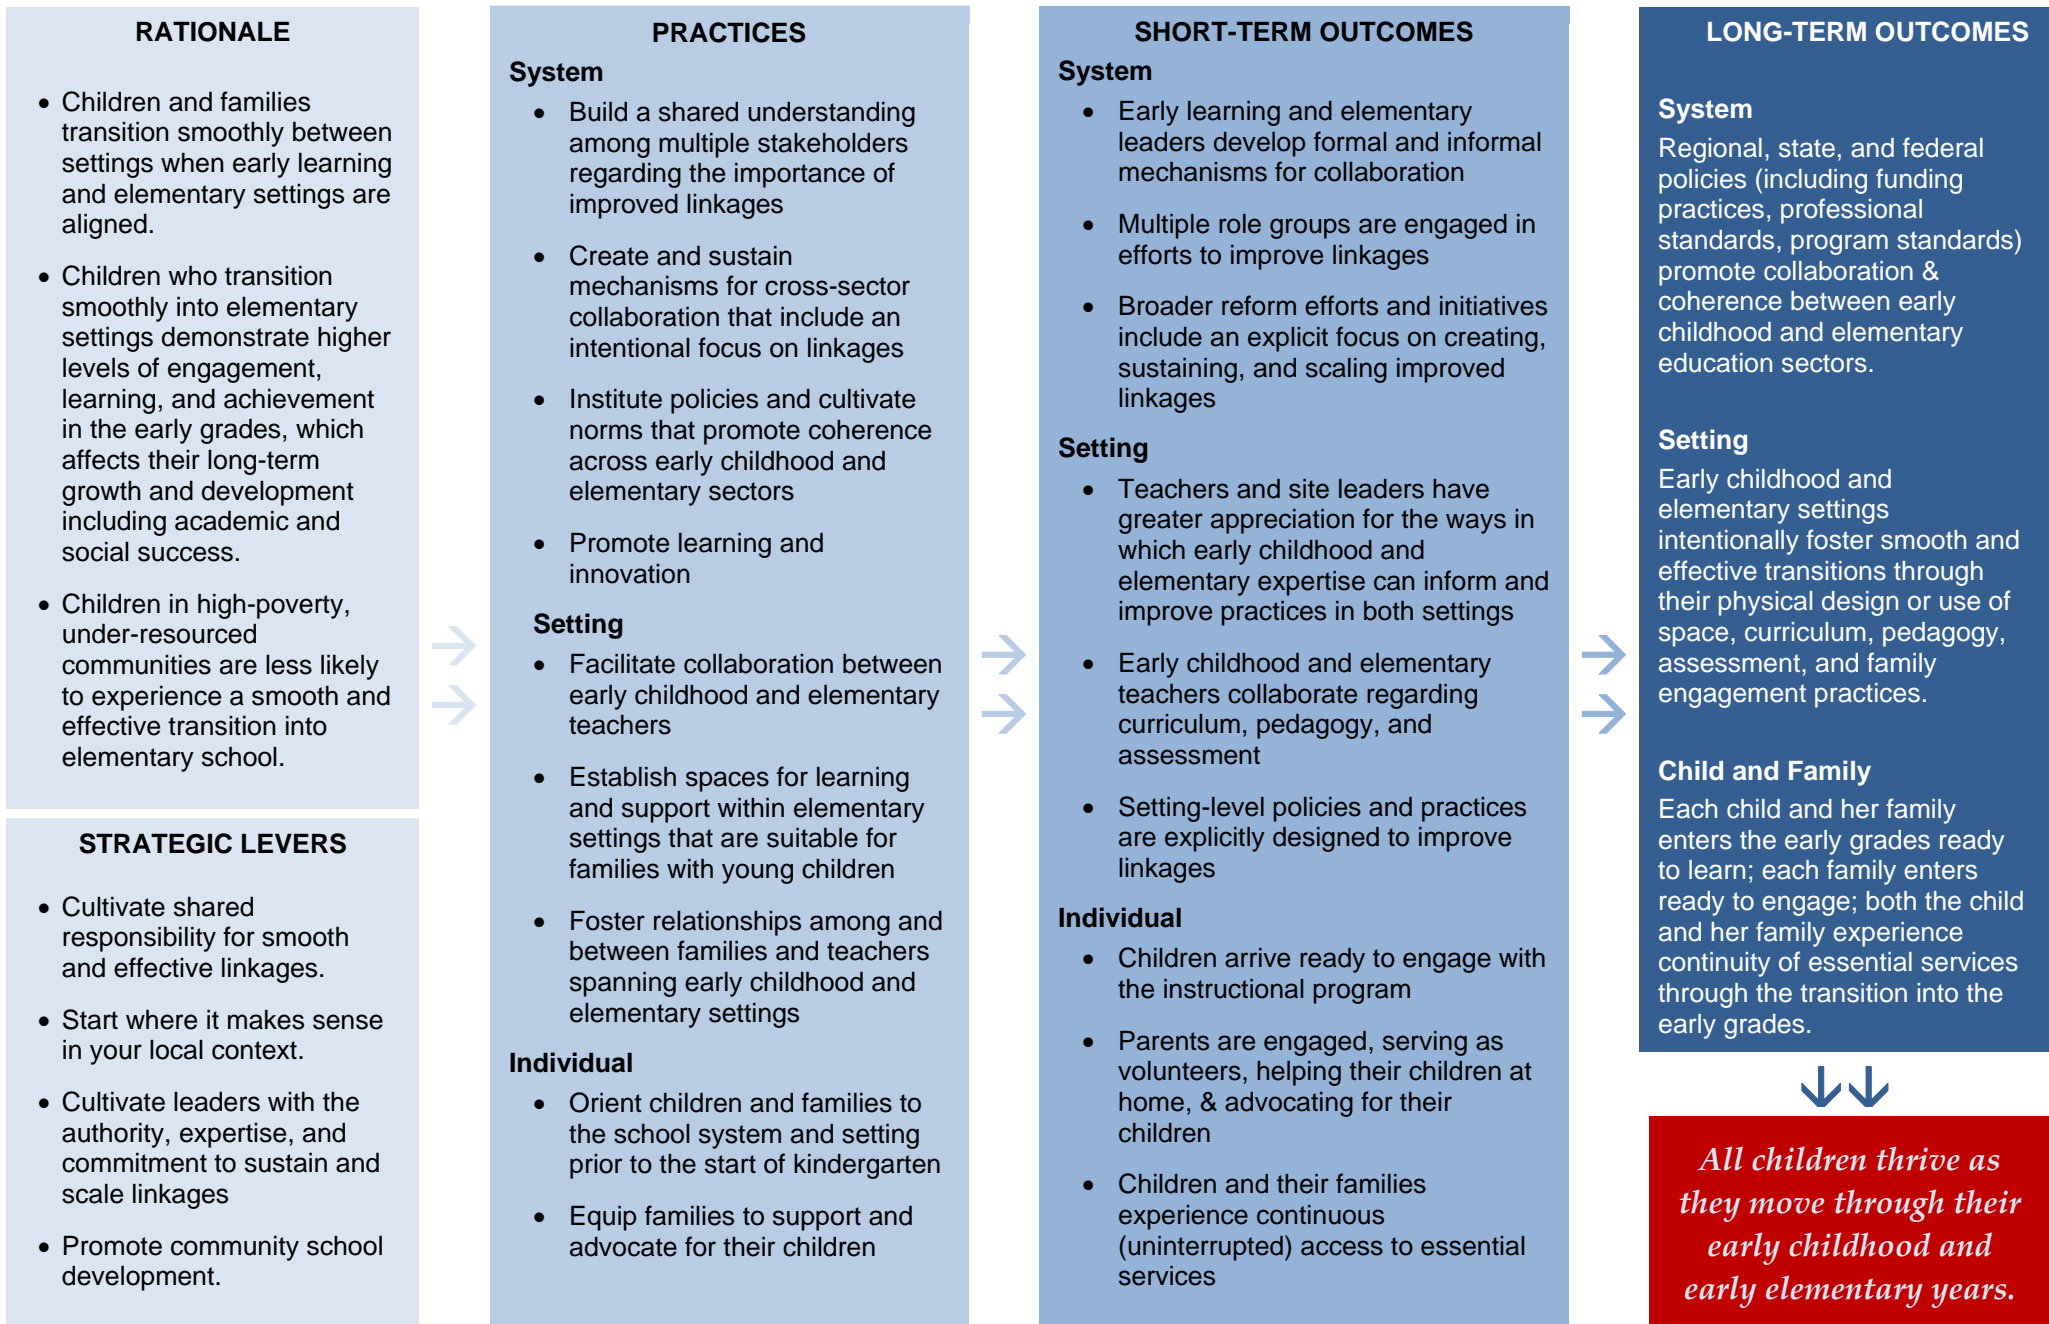 RATIONALE
• Children and families
transition smoothly between
settings when early learning
and elementary settings are
aligned.
• Children who transition
smoothly into elementary
settings demonstrate higher
levels of engagement,
learning, and achievement
in the early grades, which
affects their long-term
growth and development
including academic and
social success.
• Children in high-poverty,
under-resourced
communities are less likely
to experience a smooth and
effective transition into
elementary school.
STRATEGIC LEVERS
• Cultivate shared
responsibility for smooth
and effective linkages.
• Start where it makes sense
in your local context.
• Cultivate leaders with the
authority, expertise, and
commitment to sustain and
scale linkages
• Promote community school
development.
PRACTICES
System
• Build a shared understanding
among multiple stakeholders
regarding the importance of
improved linkages
• Create and sustain
mechanisms for cross-sector
collaboration that include an
intentional focus on linkages
• Institute policies and cultivate
norms that promote coherence
across early childhood and
elementary sectors
• Promote learning and
innovation
Setting
• Facilitate collaboration between
early childhood and elementary
teachers
• Establish spaces for learning
and support within elementary
settings that are suitable for
families with young children
• Foster relationships among and
between families and teachers
spanning early childhood and
elementary settings
Individual
• Orient children and families to
the school system and setting
prior to the start of kindergarten
• Equip families to support and
advocate for their children
SHORT-TERM OUTCOMES
System
• Early learning and elementary
leaders develop formal and informal
mechanisms for collaboration
• Multiple role groups are engaged in
efforts to improve linkages
• Broader reform efforts and initiatives
include an explicit focus on creating,
sustaining, and scaling improved
linkages
Setting
• Teachers and site leaders have
greater appreciation for the ways in
which early childhood and
elementary expertise can inform and
improve practices in both settings
• Early childhood and elementary
teachers collaborate regarding
curriculum, pedagogy, and
assessment
• Setting-level policies and practices
are explicitly designed to improve
linkages
Individual
• Children arrive ready to engage with
the instructional program
• Parents are engaged, serving as
volunteers, helping their children at
home, & advocating for their
children
• Children and their families
experience continuous
(uninterrupted) access to essential
services
LONG-TERM OUTCOMES
System
Regional, state, and federal
policies (including funding
practices, professional
standards, program standards)
promote collaboration &
coherence between early
childhood and elementary
education sectors.
Setting
Early childhood and
elementary settings
intentionally foster smooth and
effective transitions through
their physical design or use of
space, curriculum, pedagogy,
assessment, and family
engagement practices.
Child and Family
Each child and her family
enters the early grades ready
to learn; each family enters
ready to engage; both the child
and her family experience
continuity of essential services
through the transition into the
early grades.
All children thrive as
they move through their
early childhood and
early elementary years.